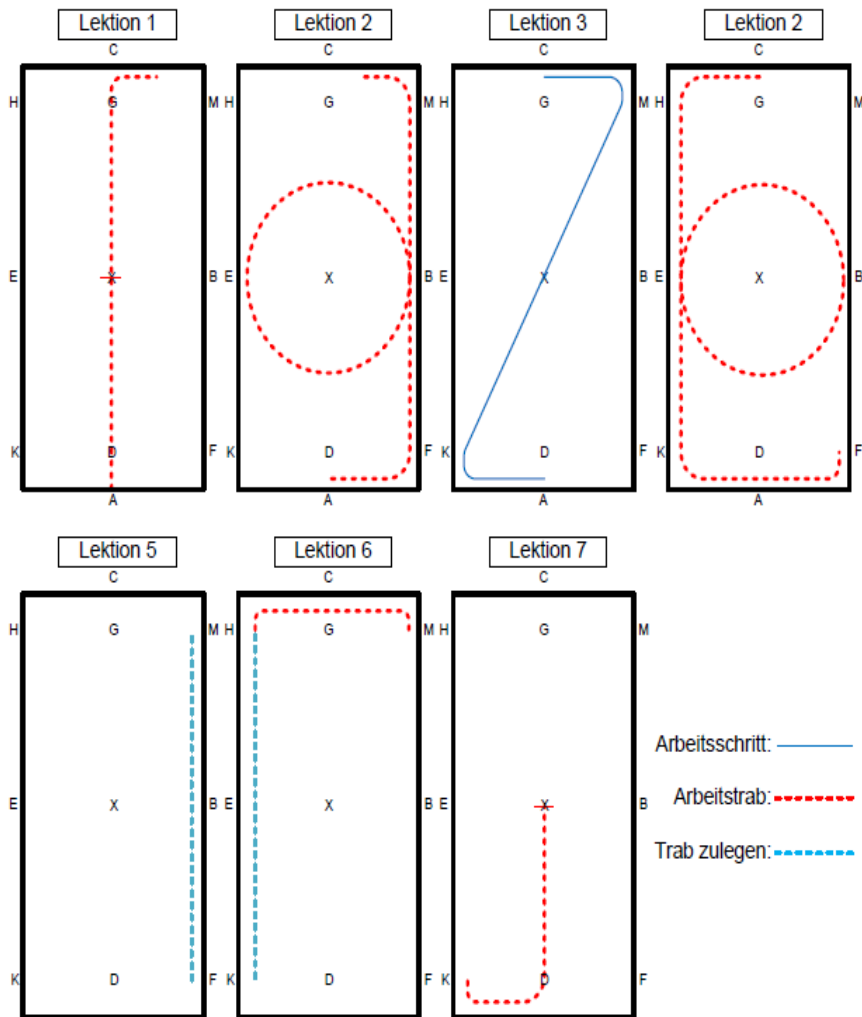 Lektion 1 Lektion 2 Lektion 3 Lektion 2
C C C C
H G M H G M H G M
E X B E X B E X B E X B
K D F K D F K D F K D F
A A A A
Lektion 5 Lektion 6 Lektion 7
C C C
H G M H G M H G M
Arbeitsschritt:
E X B E X B E X B
Arbeitstrab:
Trab zulegen:
K D F K D F K D F